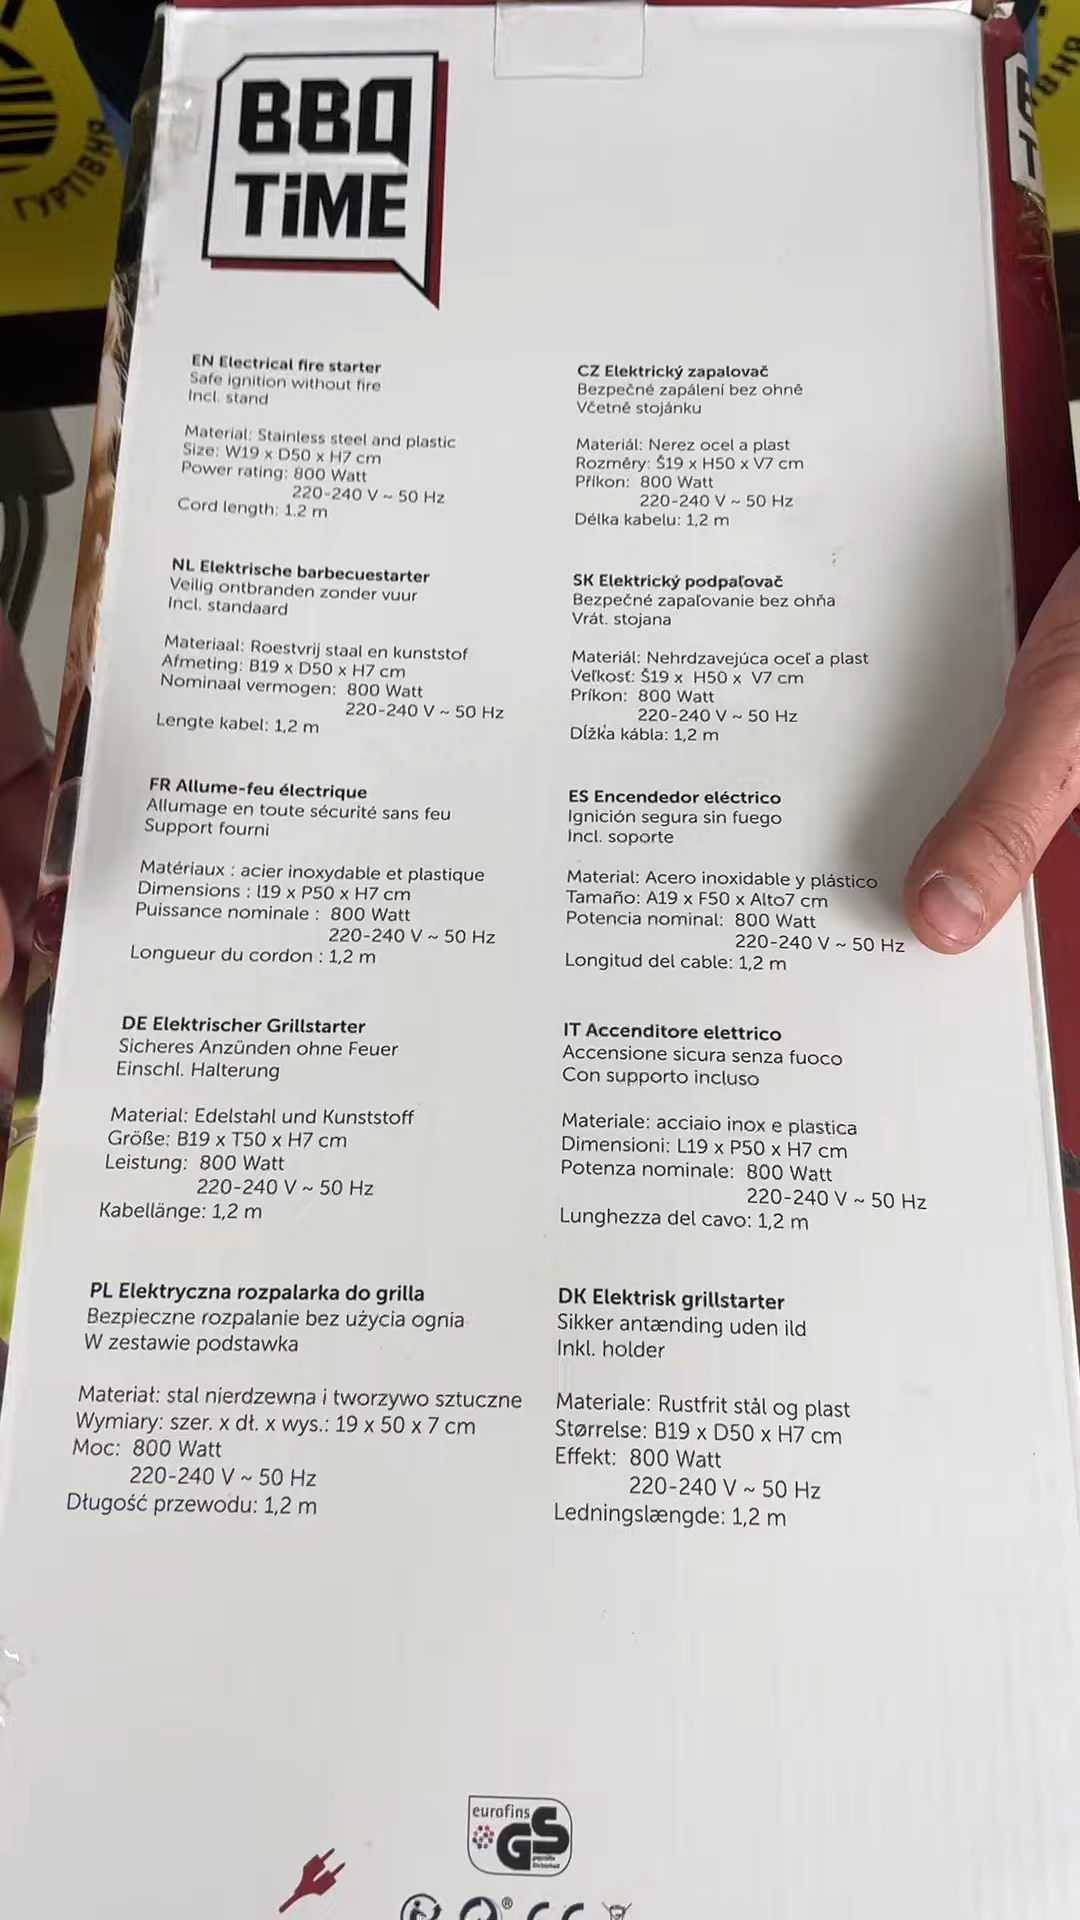 BBQ
TiME
EN Electrical fire starter
Safe ignition without fire
Incl. stand
Material: Stainless steel and plastic
Size: W19 x D50 x H7 cm
Power rating: 800 Watt
220-240 V ~ 50 Hz
Cord length: 1.2 m
NL Elektrische barbecuestarter
Veilig ontbranden zonder vuur
Incl. standaard
Materiaal: Roestvrij staal en kunststof
Afmeting: B19 x D50 x H7 cm
Nominaal vermogen: 800 Watt
220-240 V ~ 50 Hz
Lengte kabel: 1,2 m
FR Allume-feu électrique
Allumage en toute sécurité sans feu
Support fourni
Matériaux : acier inoxydable et plastique
Dimensions : l19 x P50 x H7 cm
Puissance nominale : 800 Watt
220-240 V ~ 50 Hz
Longueur du cordon : 1,2 m
DE Elektrischer Grillstarter
Sicheres Anzünden ohne Feuer
Einschl. Halterung
Material: Edelstahl und Kunststoff
Größe: B19 x T50 x H7 cm
Leistung: 800 Watt
220-240 V ~ 50 Hz
Kabellänge: 1,2 m
PL Elektryczna rozpalarka do grilla
Bezpieczne rozpalanie bez użycia ognia
W zestawie podstawka
Materiał: stal nierdzewna i tworzywo sztuczne
Wymiary: szer. x dł. x wys.: 19 x 50 x 7 cm
Moc: 800 Watt
220-240 V ~ 50 Hz
Długość przewodu: 1,2 m
CZ Elektrický zapalovač
Bezpečné zapálení bez ohně
Včetně stojánku
Materiál: Nerez ocel a plast
Rozměry: Š19 x H50 x V7 cm
Příkon: 800 Watt
220-240 V ~ 50 Hz
Délka kabelu: 1,2 m
SK Elektrický podpaľovač
Bezpečné zapaľovanie bez ohňa
Vrát. stojana
Materiál: Nehrdzavejúca oceľ a plast
Veľkosť: Š19 x H50 x V7 cm
Príkon: 800 Watt
220-240 V ~ 50 Hz
Dĺžka kábla: 1,2 m
ES Encendedor eléctrico
Ignición segura sin fuego
Incl. soporte
Material: Acero inoxidable y plástico
Tamaño: A19 x F50 x Alto7 cm
Potencia nominal: 800 Watt
220-240 V ~ 50 Hz
Longitud del cable: 1,2 m
IT Accenditore elettrico
Accensione sicura senza fuoco
Con supporto incluso
Materiale: acciaio inox e plastica
Dimensioni: L19 x P50 x H7 cm
Potenza nominale: 800 Watt
220-240 V ~ 50 Hz
Lunghezza del cavo: 1,2 m
DK Elektrisk grillstarter
Sikker antænding uden ild
Inkl. holder
Materiale: Rustfrit stål og plast
Størrelse: B19 x D50 x H7 cm
Effekt: 800 Watt
220-240 V ~ 50 Hz
Ledningslængde: 1,2 m
eurofins
GS